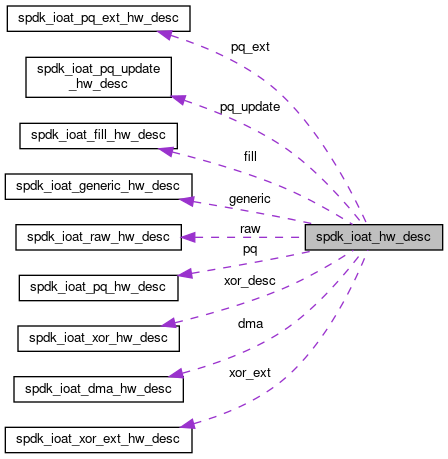 spdk_ioat_pq_ext_hw_desc
pq_ext
spdk_ioat_pq_update
_hw_desc
pq_update
spdk_ioat_fill_hw_desc
fill
spdk_ioat_generic_hw_desc
generic
spdk_ioat_raw_hw_desc
raw
spdk_ioat_hw_desc
pq
spdk_ioat_pq_hw_desc
xor_desc
spdk_ioat_xor_hw_desc
dma
spdk_ioat_dma_hw_desc
xor_ext
spdk_ioat_xor_ext_hw_desc